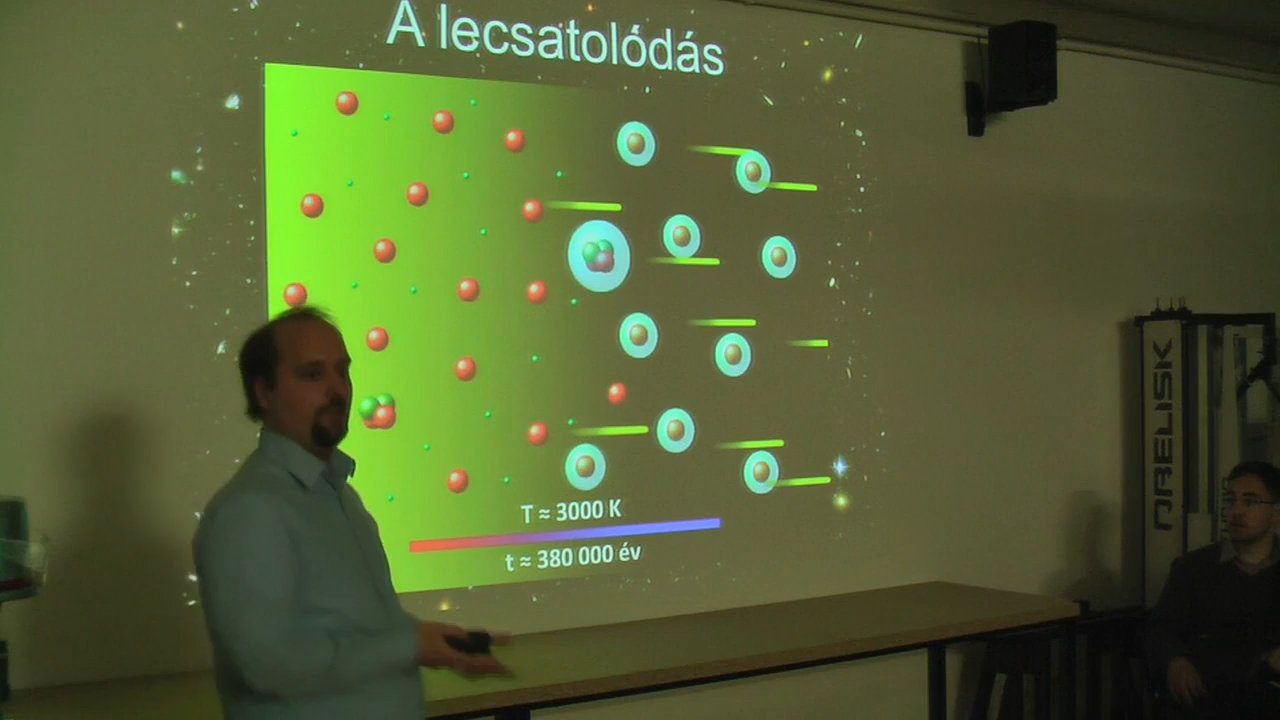 A lecsatolódás
T ≈ 3000 K
t ≈ 380 000 év
OBELISK